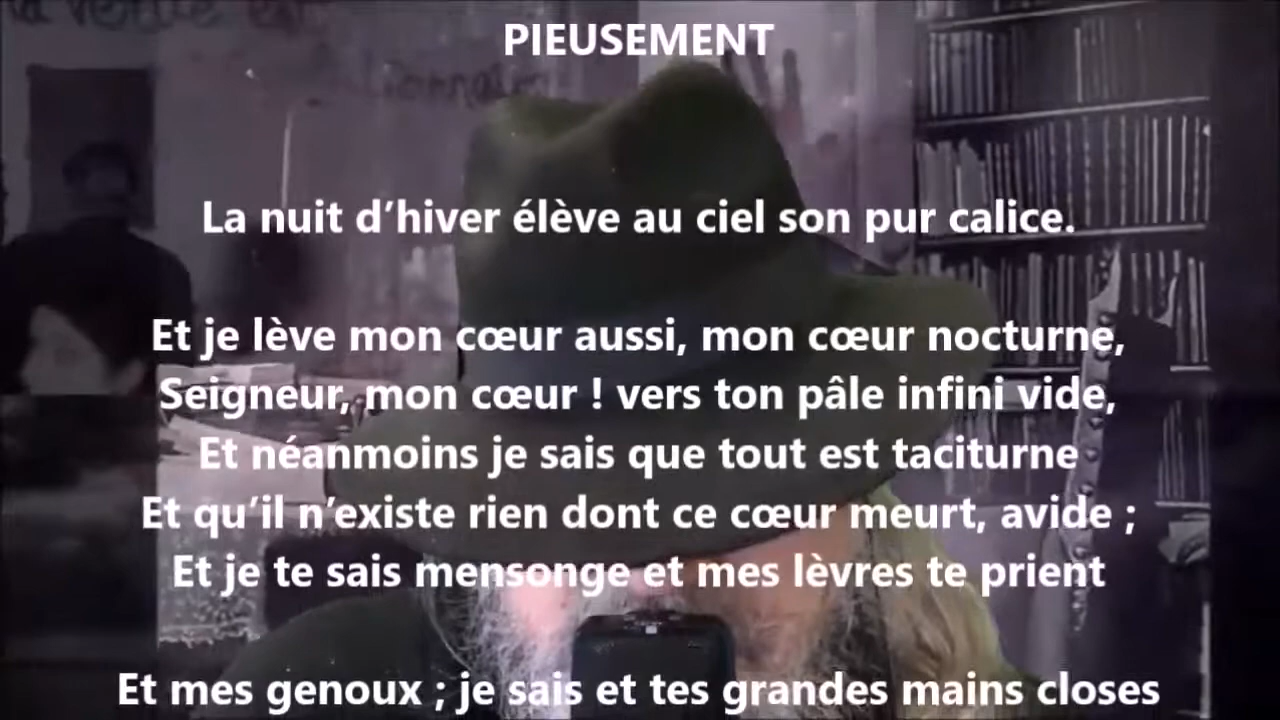 PIEUSEMENT
La nuit d’hiver élève au ciel son pur calice.
Et je lève mon cœur aussi, mon cœur nocturne,
Seigneur, mon cœur ! vers ton pâle infini vide,
Et néanmoins je sais que tout est taciturne
Et qu’il n’existe rien dont ce cœur meurt, avide ;
Et je te sais mensonge et mes lèvres te prient
Et mes genoux ; je sais et tes grandes mains closes